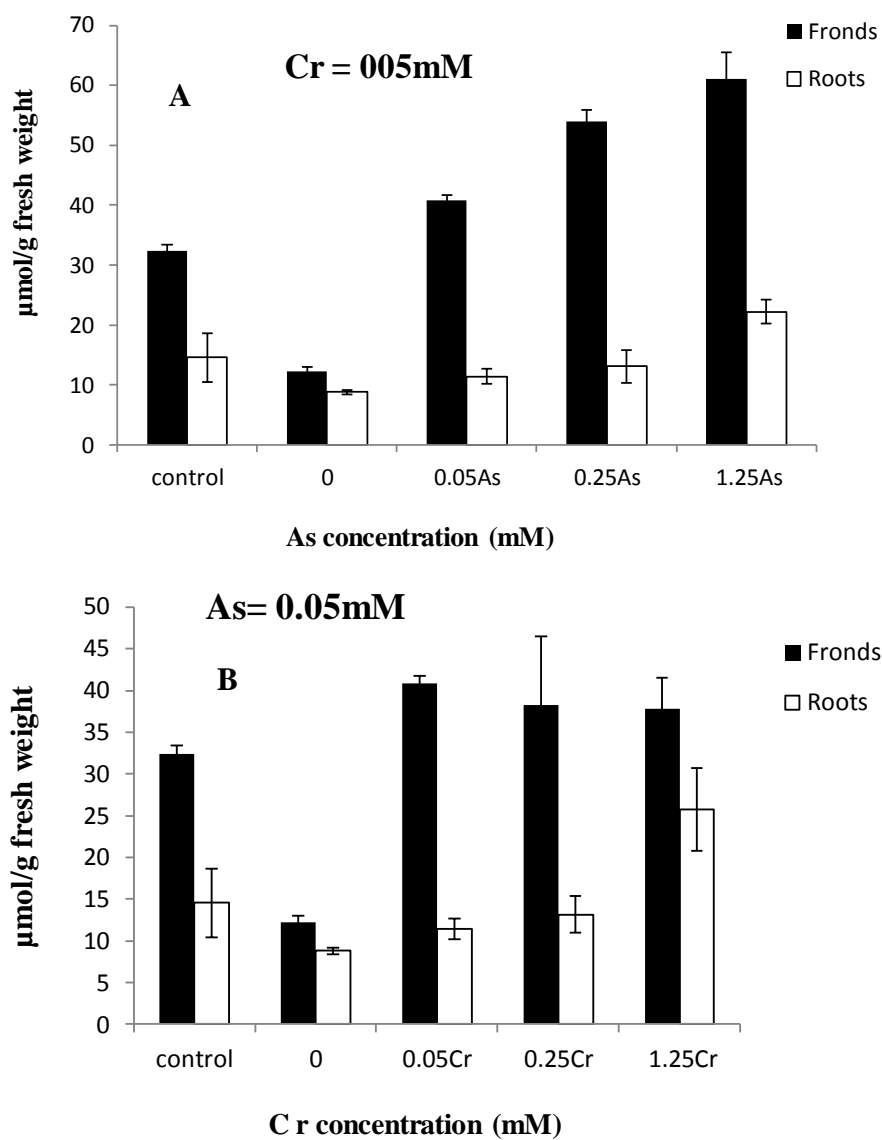 70
60
50
40
30
20
10
0
µmol/g fresh weight
A
Cr = 005mM
Fronds
Roots
control 0 0.05As 0.25As 1.25As
As concentration (mM)
50
45
40
35
30
25
20
15
10
5
0
µmol/g fresh weight
As= 0.05mM
B
Fronds
Roots
control 0 0.05Cr 0.25Cr 1.25Cr
C r concentration (mM)